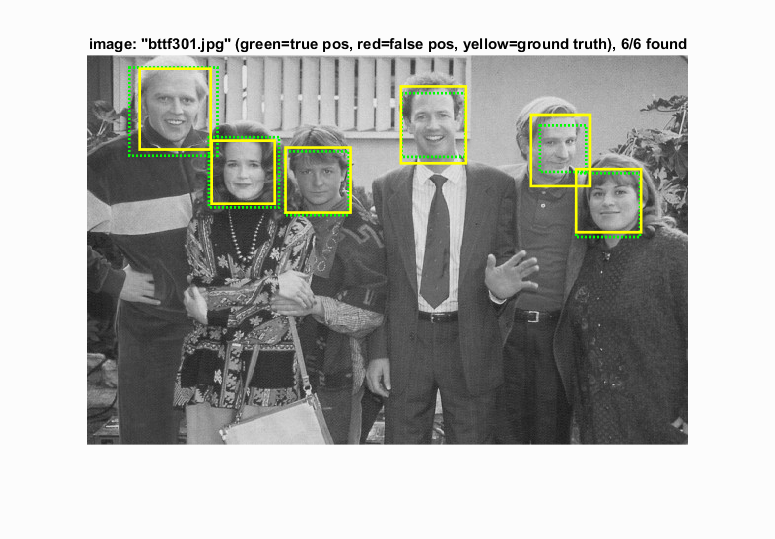 image: "bttf301.jpg" (green=true pos, red=false pos, yellow=ground truth), 6/6 found